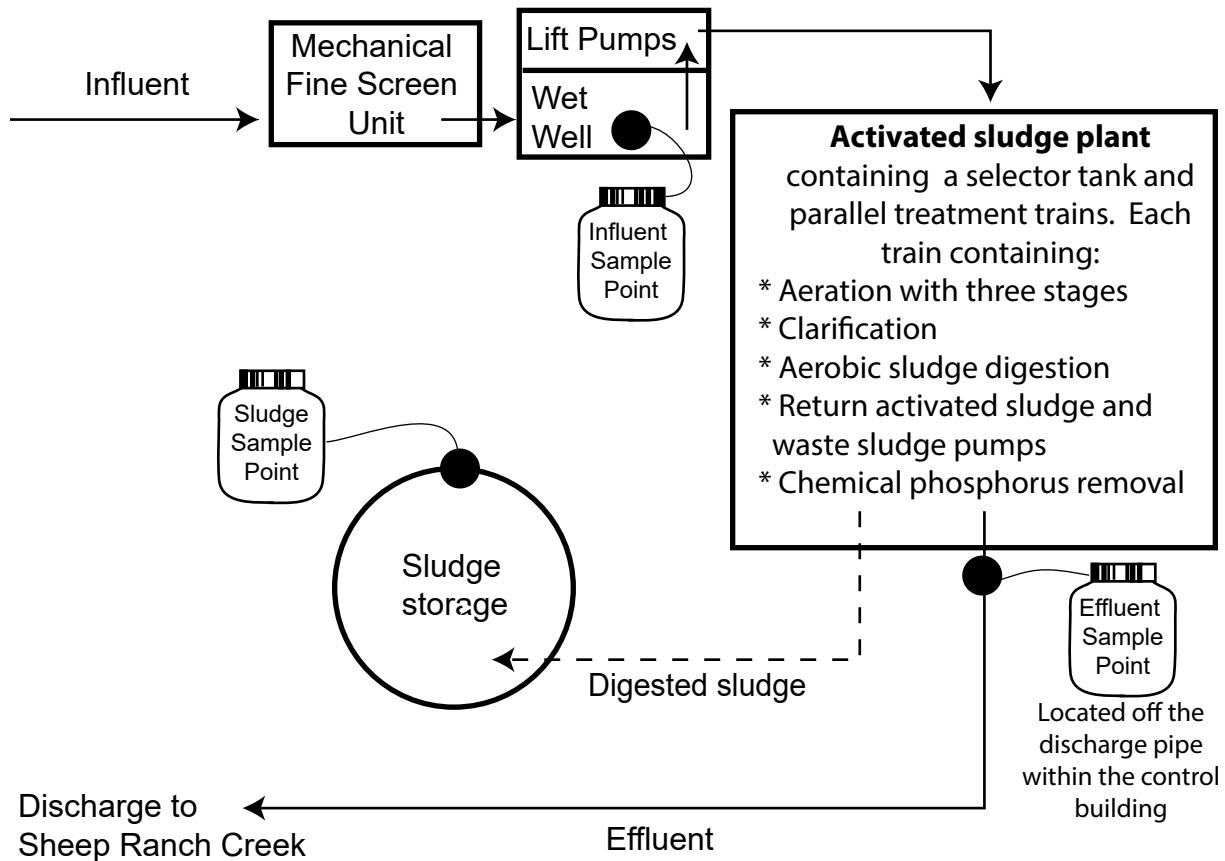 Influent
Mechanical
Fine Screen
Unit
Lift Pumps
Wet
Well
Influent
Sample
Point
Activated sludge plant
containing a selector tank and
parallel treatment trains. Each
train containing:
* Aeration with three stages
* Clarification
* Aerobic sludge digestion
* Return activated sludge and
waste sludge pumps
* Chemical phosphorus removal
Sludge
Sample
Point
Sludge
storage
Digested sludge
Effluent
Sample
Point
Located off the
discharge pipe
within the control
building
Discharge to
Sheep Ranch Creek
Effluent